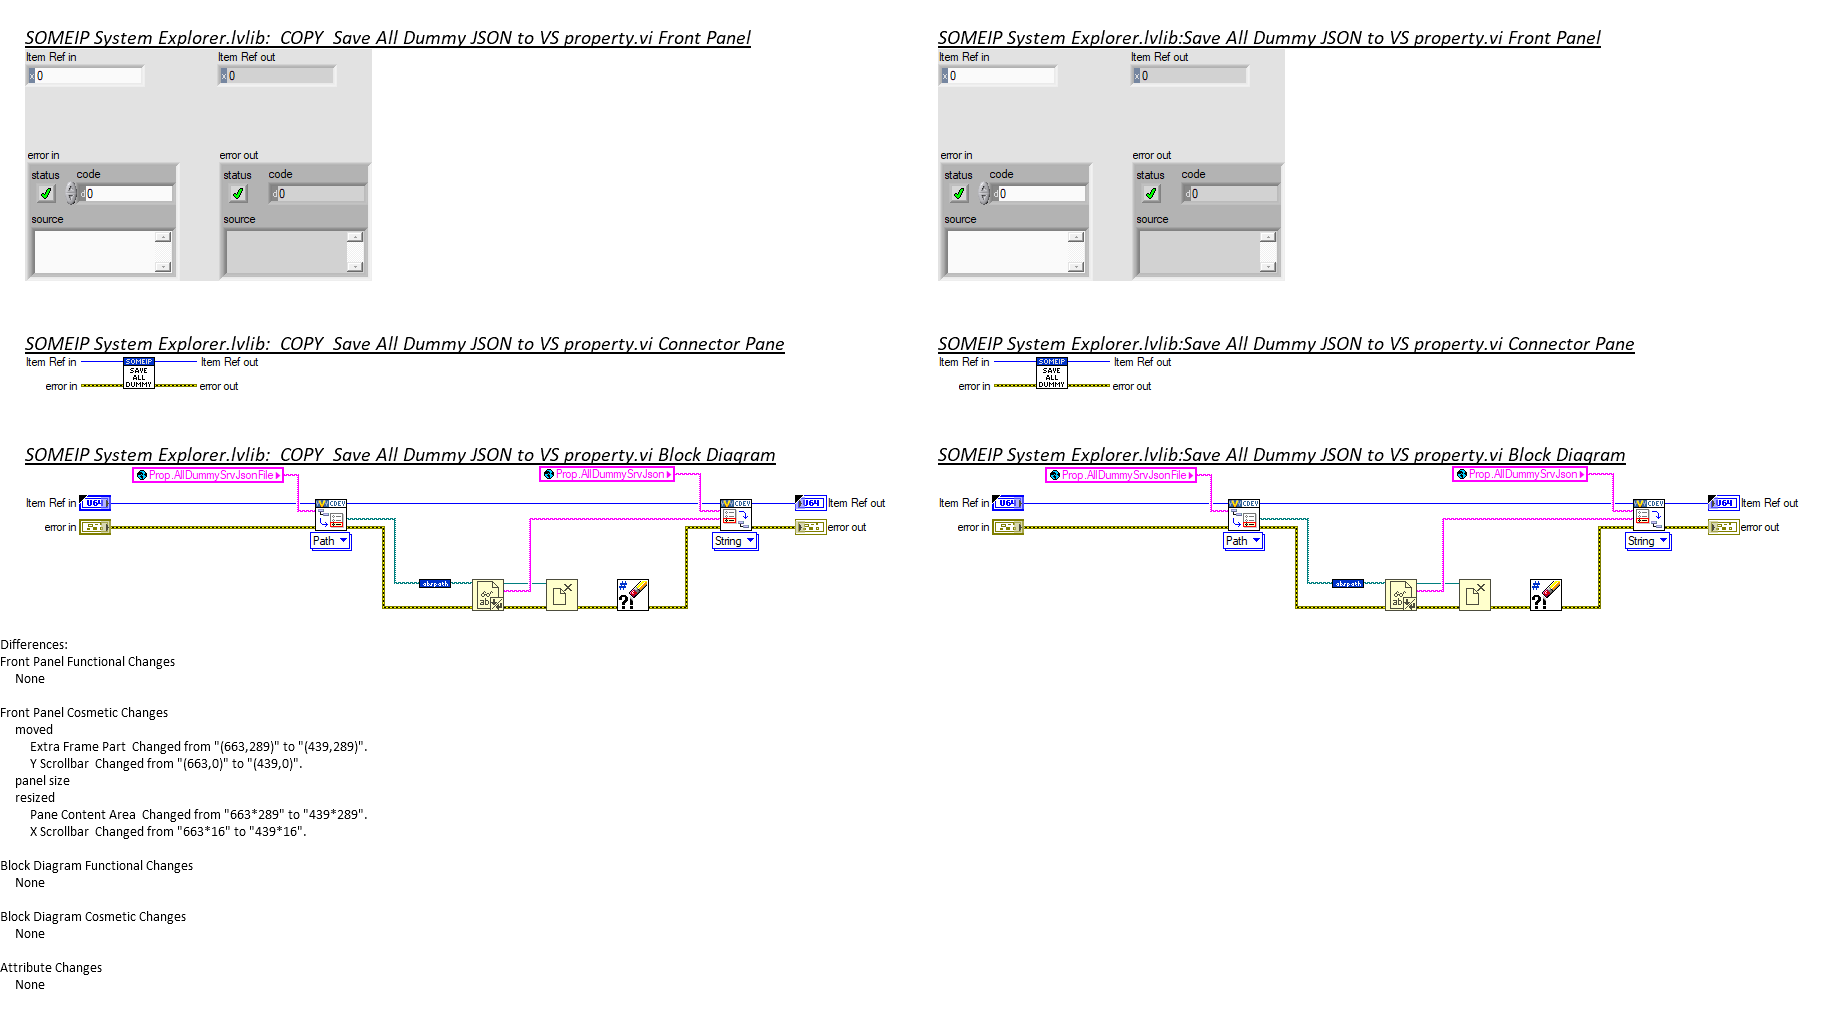 SOMEIP System Explorer.lvlib:  COPY  Save All Dummy JSON to VS property.vi Front Panel
Item Ref in
Item Ref out
x 0
x 0
error in
error out
status
code
status
code
d 0
d 0
source
source
SOMEIP System Explorer.lvlib:Save All Dummy JSON to VS property.vi Front Panel
Item Ref in
Item Ref out
x 0
x 0
error in
error out
status
code
status
code
d 0
d 0
source
source
SOMEIP System Explorer.lvlib:  COPY  Save All Dummy JSON to VS property.vi Connector Pane
Item Ref in
SOMEIP
SAVE
ALL
DUMMY
Item Ref out
error in
error out
SOMEIP System Explorer.lvlib:Save All Dummy JSON to VS property.vi Connector Pane
Item Ref in
SOMEIP
SAVE
ALL
DUMMY
Item Ref out
error in
error out
SOMEIP System Explorer.lvlib:  COPY  Save All Dummy JSON to VS property.vi Block Diagram
Prop.AllDummySrvJsonFile
Prop.AllDummySrvJson
Item Ref in
U64
CDEV
CDEV
U64
Item Ref out
error in
error out
Path
String
abspath
ab
#
?!
SOMEIP System Explorer.lvlib:Save All Dummy JSON to VS property.vi Block Diagram
Prop.AllDummySrvJsonFile
Prop.AllDummySrvJson
Item Ref in
U64
CDEV
CDEV
U64
Item Ref out
error in
error out
Path
String
abspath
ab
#
?!
Differences:
Front Panel Functional Changes
None
Front Panel Cosmetic Changes
moved
Extra Frame Part  Changed from "(663,289)" to "(439,289)".
Y Scrollbar  Changed from "(663,0)" to "(439,0)".
panel size
resized
Pane Content Area  Changed from "663*289" to "439*289".
X Scrollbar  Changed from "663*16" to "439*16".
Block Diagram Functional Changes
None
Block Diagram Cosmetic Changes
None
Attribute Changes
None